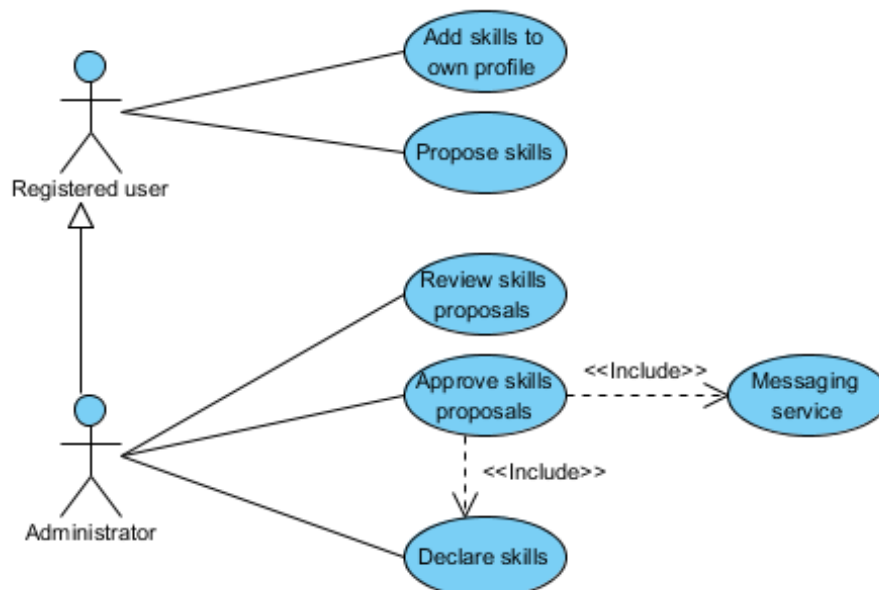 Add skills to
own profile
Registered user
Propose skills
Review skills
proposals
Approve skills
proposals
<<Include>>
Messaging
service
<<Include>>
Administrator
Declare skills